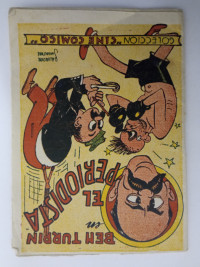 BEN TURPIN
en
EL
PERIODISTA
COLECCION "CINE COMICO"